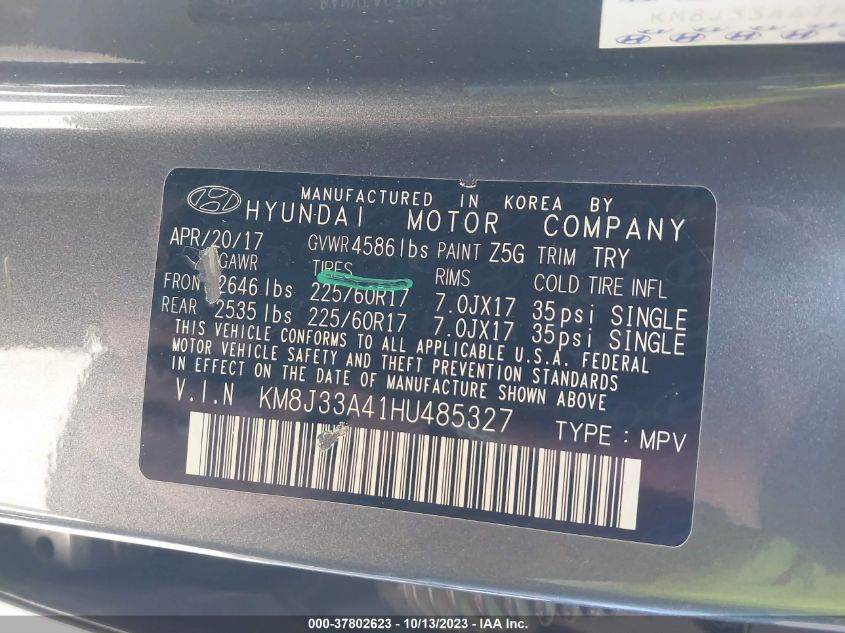 KM8J33A41
MANUFACTURED IN KOREA BY
HYUNDAI MOTOR COMPANY
APR/20/17 GVWR 4586 lbs PAINT Z5G TRIM TRY
GAWR TIRES RIMS COLD TIRE INFL
FRONT 2646 lbs 225/60R17 7.0JX17 35psi SINGLE
REAR 2535 lbs 225/60R17 7.0JX17 35psi SINGLE
THIS VEHICLE CONFORMS TO ALL APPLICABLE U.S.A. FEDERAL
MOTOR VEHICLE SAFETY AND THEFT PREVENTION STANDARDS
IN EFFECT ON THE DATE OF MANUFACTURE SHOWN ABOVE.
V.I.N KM8J33A41HU485327 TYPE : MPV
000-37802623 - 10/13/2023 - IAA Inc.